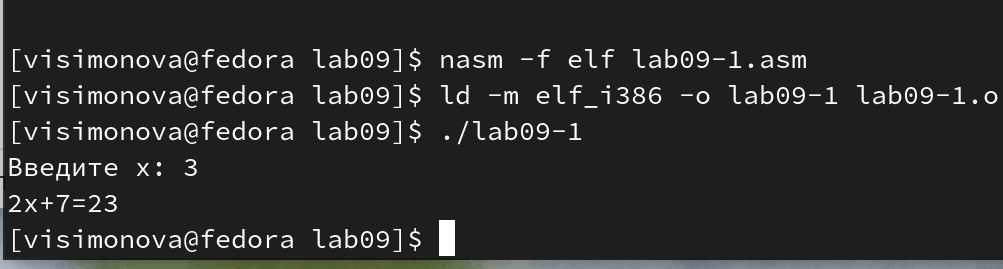 [visimonova@fedora lab09]$ nasm -f elf lab09-1.asm
[visimonova@fedora lab09]$ ld -m elf_i386 -o lab09-1 lab09-1.o
[visimonova@fedora lab09]$ ./lab09-1
Введите x: 3
2x+7=23
[visimonova@fedora lab09]$